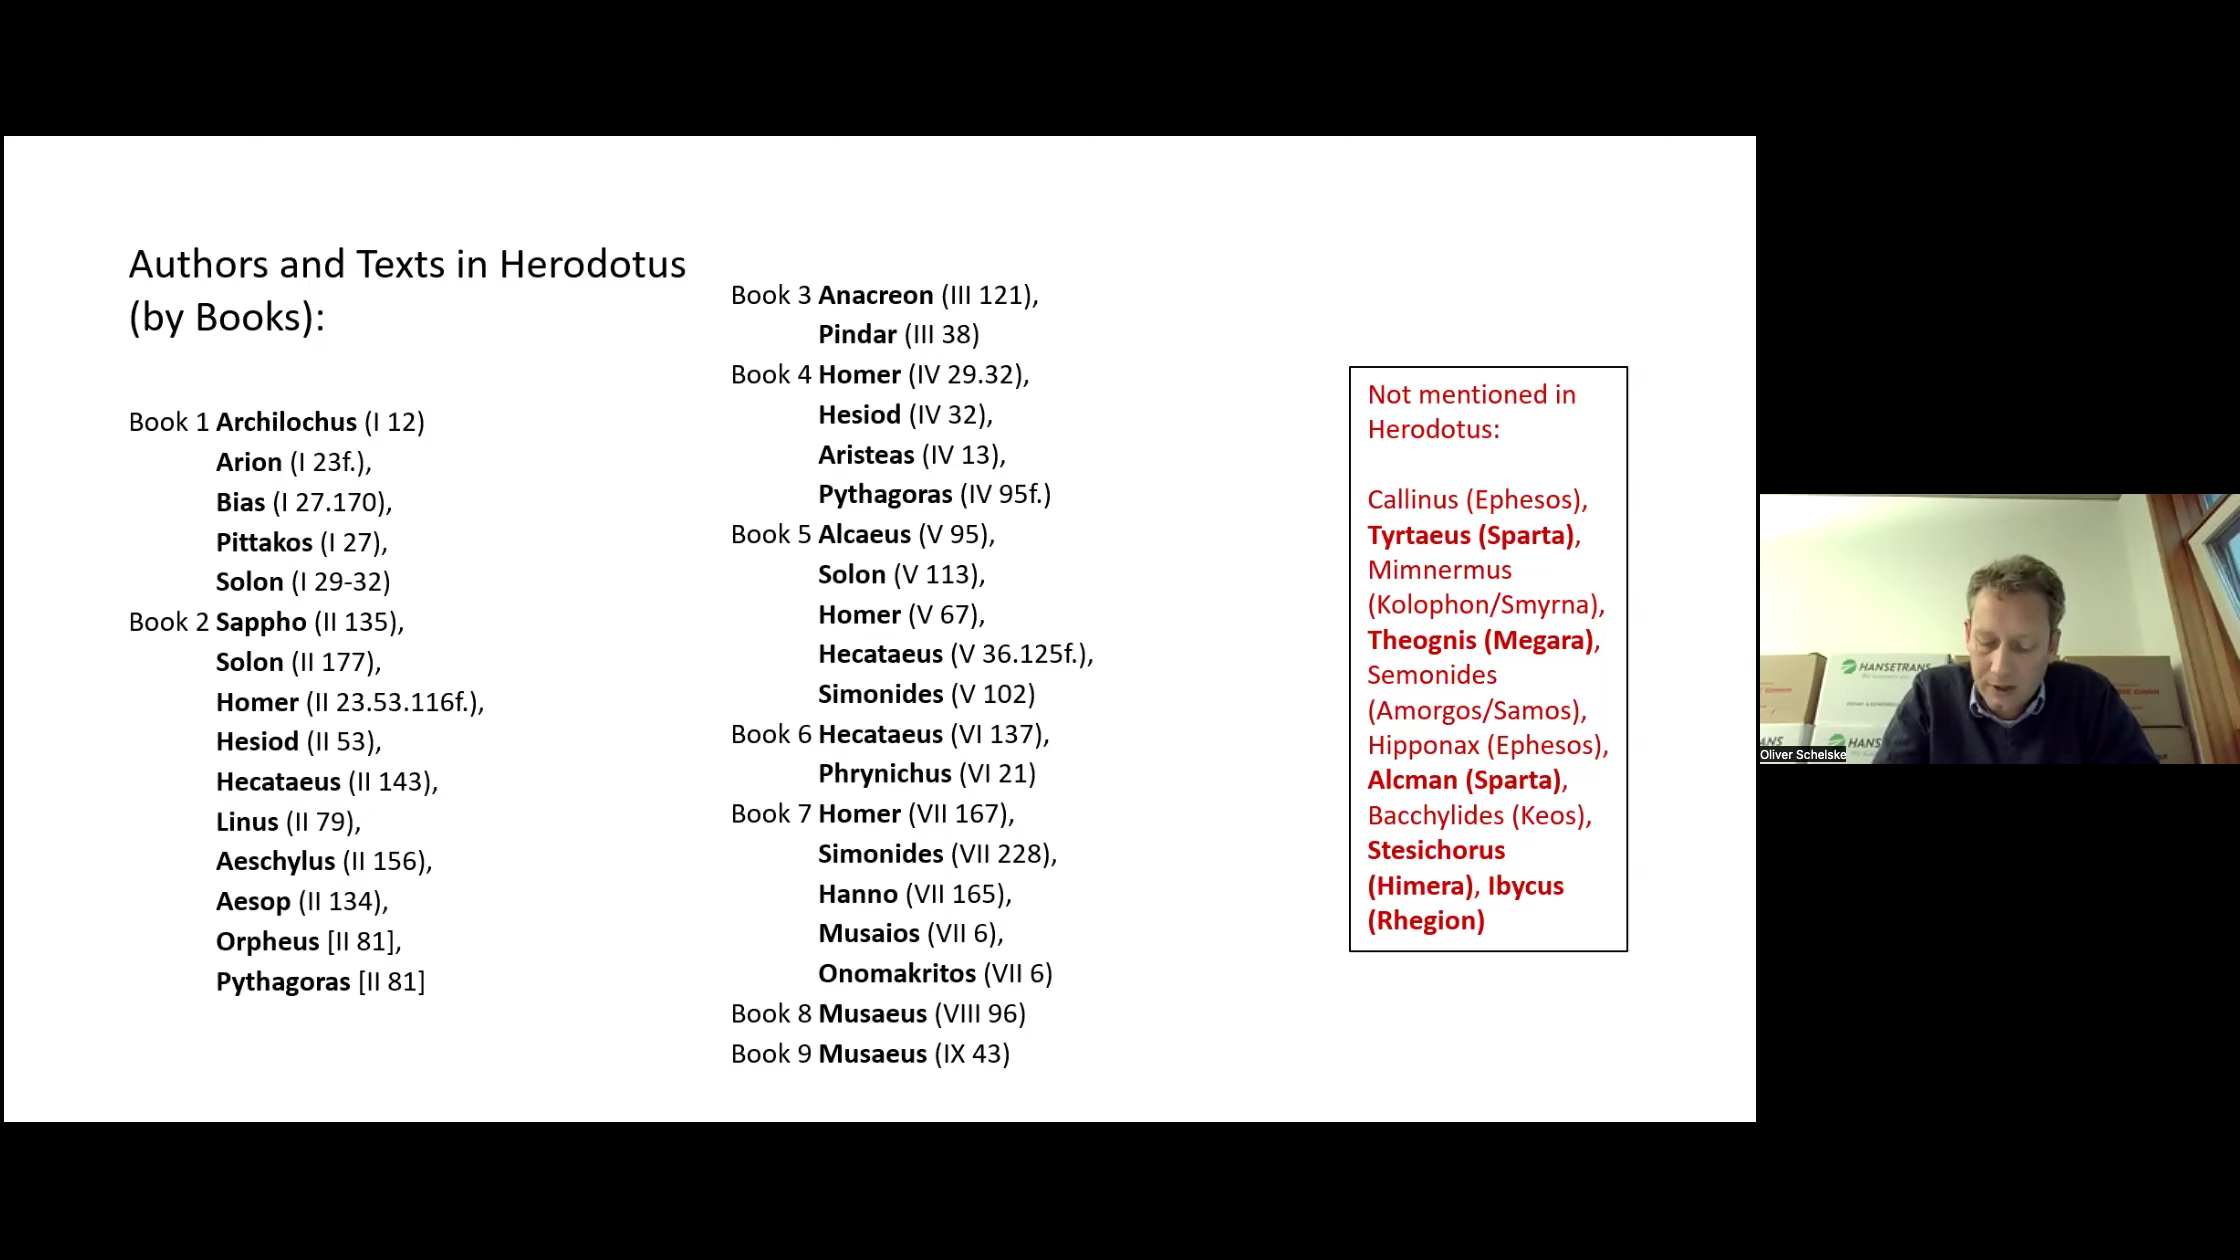 Authors and Texts in Herodotus
(by Books):
Book 1 Archilochus (I 12)
Arion (I 23f.),
Bias (I 27.170),
Pittakos (I 27),
Solon (I 29-32)
Book 2 Sappho (II 135),
Solon (II 177),
Homer (II 23.53.116f.),
Hesiod (II 53),
Hecataeus (II 143),
Linus (II 79),
Aeschylus (II 156),
Aesop (II 134),
Orpheus [II 81],
Pythagoras [II 81]
Book 3 Anacreon (III 121),
Pindar (III 38)
Book 4 Homer (IV 29.32),
Hesiod (IV 32),
Aristeas (IV 13),
Pythagoras (IV 95f.)
Book 5 Alcaeus (V 95),
Solon (V 113),
Homer (V 67),
Hecataeus (V 36.125f.),
Simonides (V 102)
Book 6 Hecataeus (VI 137),
Phrynichus (VI 21)
Book 7 Homer (VII 167),
Simonides (VII 228),
Hanno (VII 165),
Musaios (VII 6),
Onomakritos (VII 6)
Book 8 Musaeus (VIII 96)
Book 9 Musaeus (IX 43)
Not mentioned in
Herodotus:
Callinus (Ephesos),
Tyrtaeus (Sparta),
Mimnermus
(Kolophon/Smyrna),
Theognis (Megara),
Semonides
(Amorgos/Samos),
Hipponax (Ephesos),
Alcman (Sparta),
Bacchylides (Keos),
Stesichorus
(Himera), Ibycus
(Rhegion)
HANSETRANS
HANS
Oliver Schelske